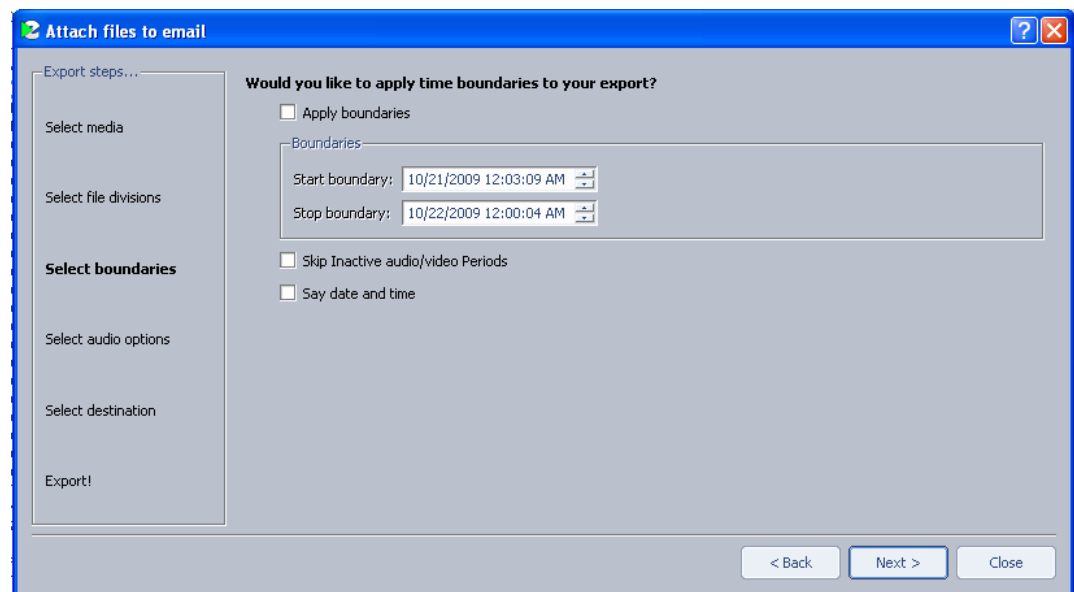 Attach files to email
Export steps...
Select media
Select file divisions
Select boundaries
Select audio options
Select destination
Export!
Would you like to apply time boundaries to your export?
Apply boundaries
Boundaries
Start boundary: 10/21/2009 12:03:09 AM
Stop boundary: 10/22/2009 12:00:04 AM
Skip Inactive audio/video Periods
Say date and time
< Back Next > Close